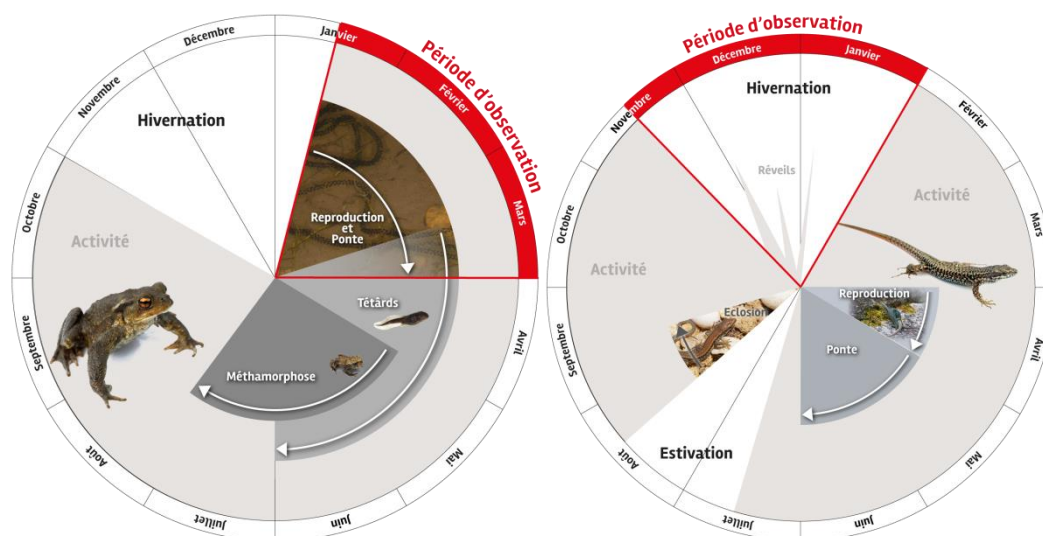 Période d'observation
Janvier
Février
Mars
Avril
Mai
Juin
Juillet
Août
Septembre
Octobre
Novembre
Décembre
Hivernation
Activité
Reproduction
et
Ponte
Tétârds
Méthamorphose
Période d'observation
Novembre
Décembre
Janvier
Février
Mars
Avril
Mai
Juin
Juillet
Août
Septembre
Octobre
Hivernation
Réveils
Activité
Activité
Reproduction
Eclosion
Ponte
Estivation